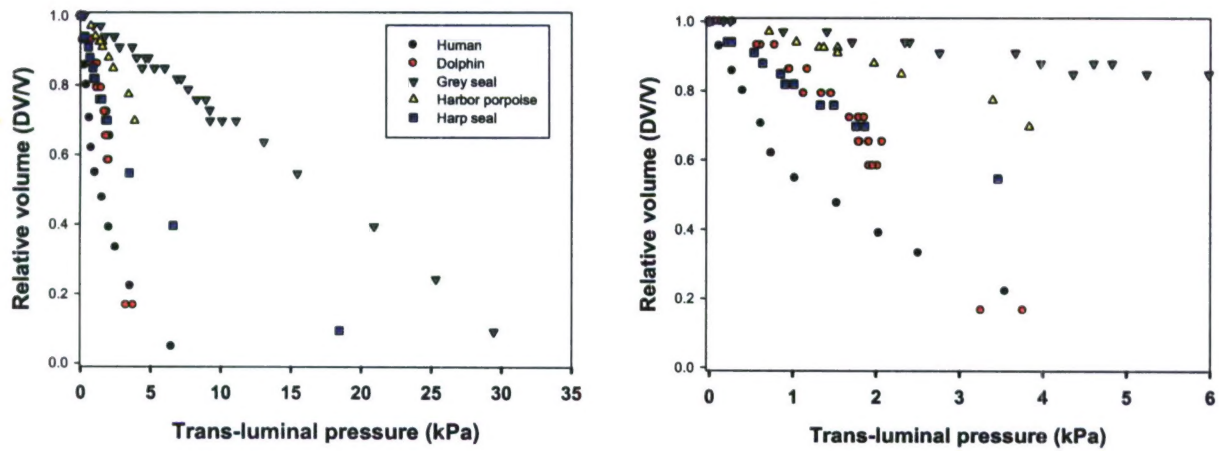 Relative volume (DV/V)
1.0
0.8
0.6
0.4
0.2
0.0
Human
Dolphin
Grey seal
Harbor porpoise
Harp seal
0 5 10 15 20 25 30 35
Trans-luminal pressure (kPa)
Relative volume (DV/V)
1.0
0.8
0.6
0.4
0.2
0.0
0 1 2 3 4 5 6
Trans-luminal pressure (kPa)